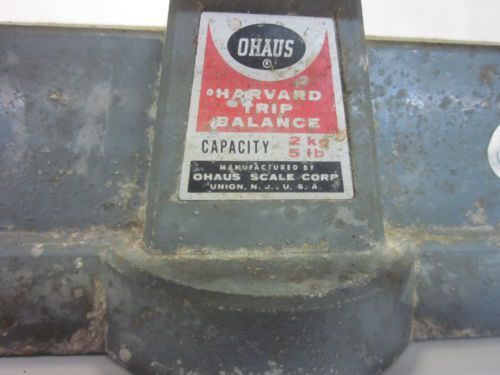 OHAUS
®
HARVARD
TRIP
BALANCE
CAPACITY 2 kg
5 lb
MANUFACTURED BY
OHAUS SCALE CORP
UNION, N. J., U. S. A.